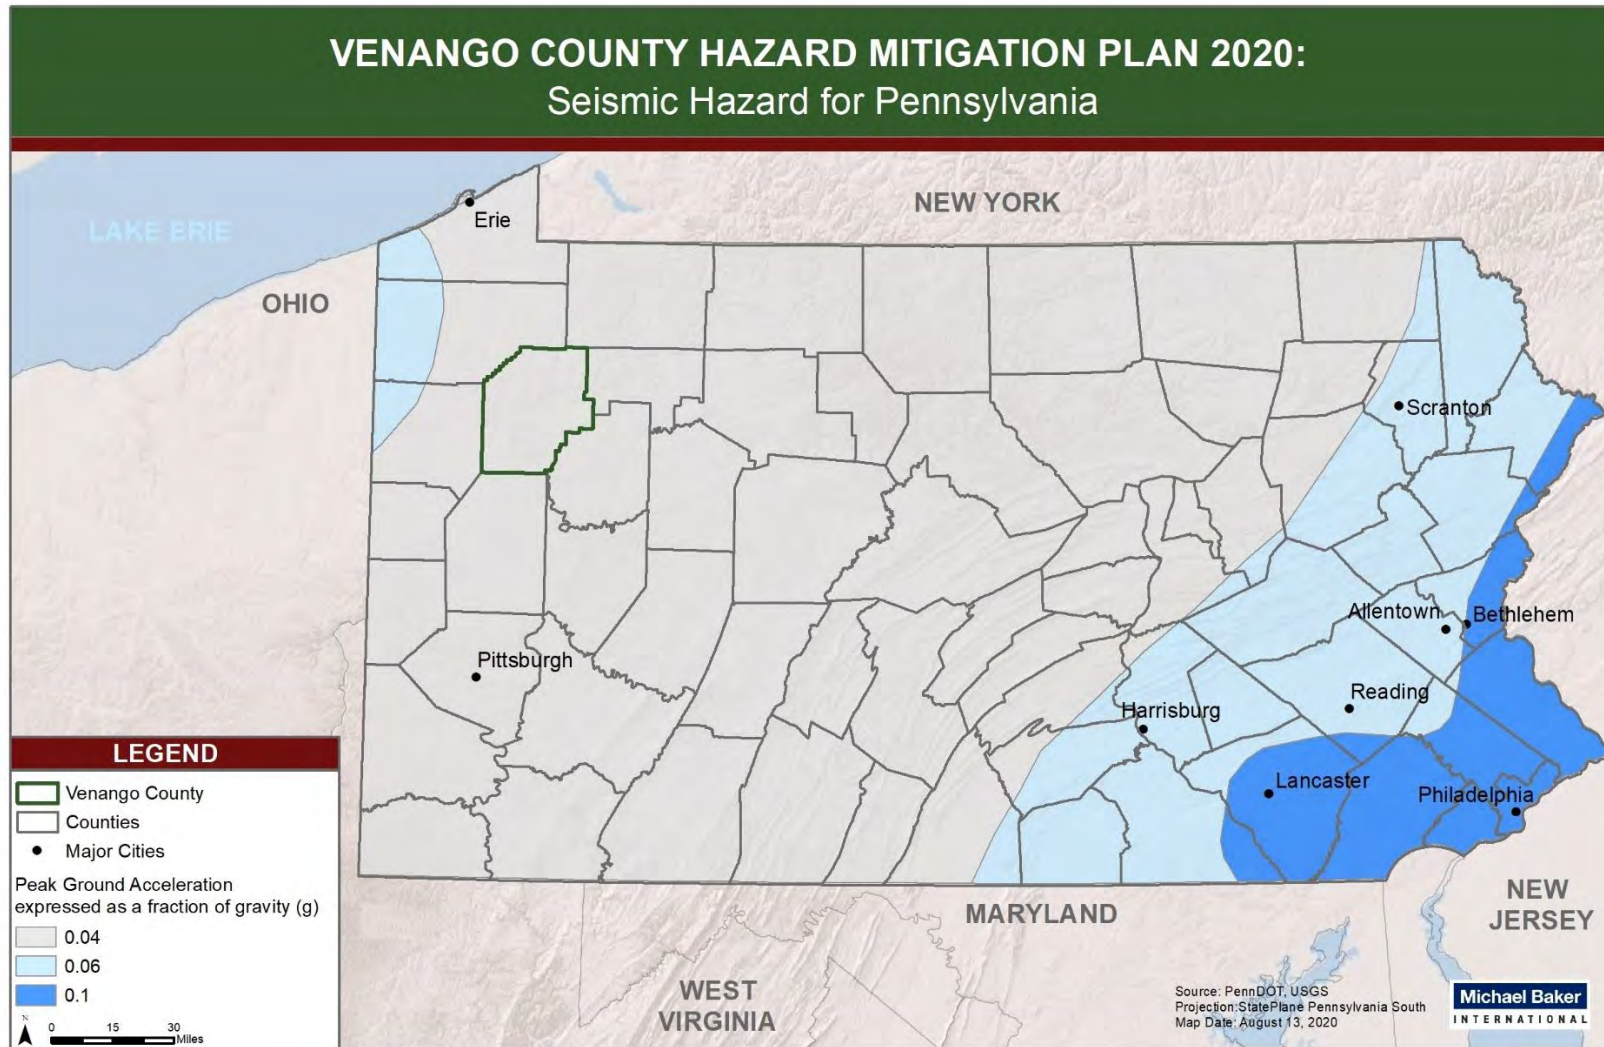 VENANGO COUNTY HAZARD MITIGATION PLAN 2020:
Seismic Hazard for Pennsylvania
LAKE ERIE
Erie
NEW YORK
OHIO
Scranton
Allentown
Bethlehem
Pittsburgh
Reading
Harrisburg
Lancaster
Philadelphia
MARYLAND
NEW
JERSEY
WEST
VIRGINIA
LEGEND
Venango County
Counties
Major Cities
Peak Ground Acceleration
expressed as a fraction of gravity (g)
0.04
0.06
0.1
N
0 15 30
Miles
Source: PennDOT, USGS
Projection:StatePlane Pennsylvania South
Map Date: August 13, 2020
Michael Baker
INTERNATIONAL